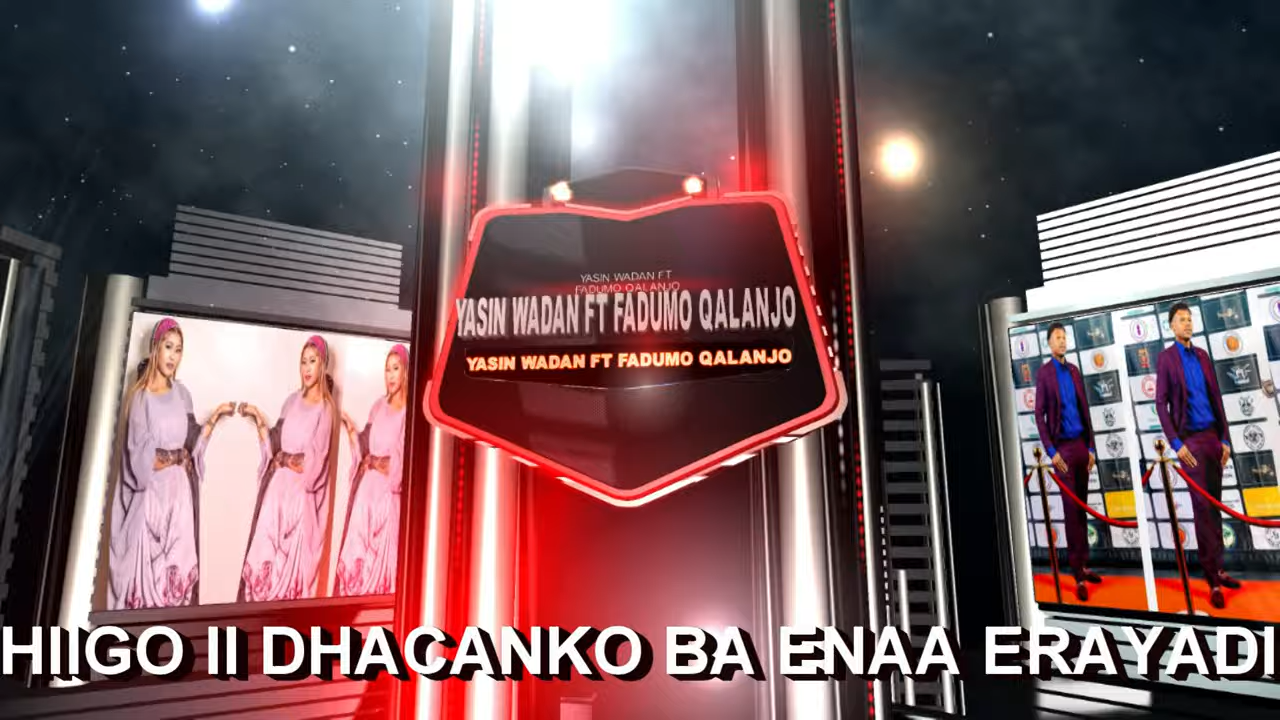 YASIN WADAN FT
FADUMO QALANJO
YASIN WADAN FT FADUMO QALANJO
YASIN WADAN FT FADUMO QALANJO
HIIGO II DHACANKO BA ENAA ERAYADI